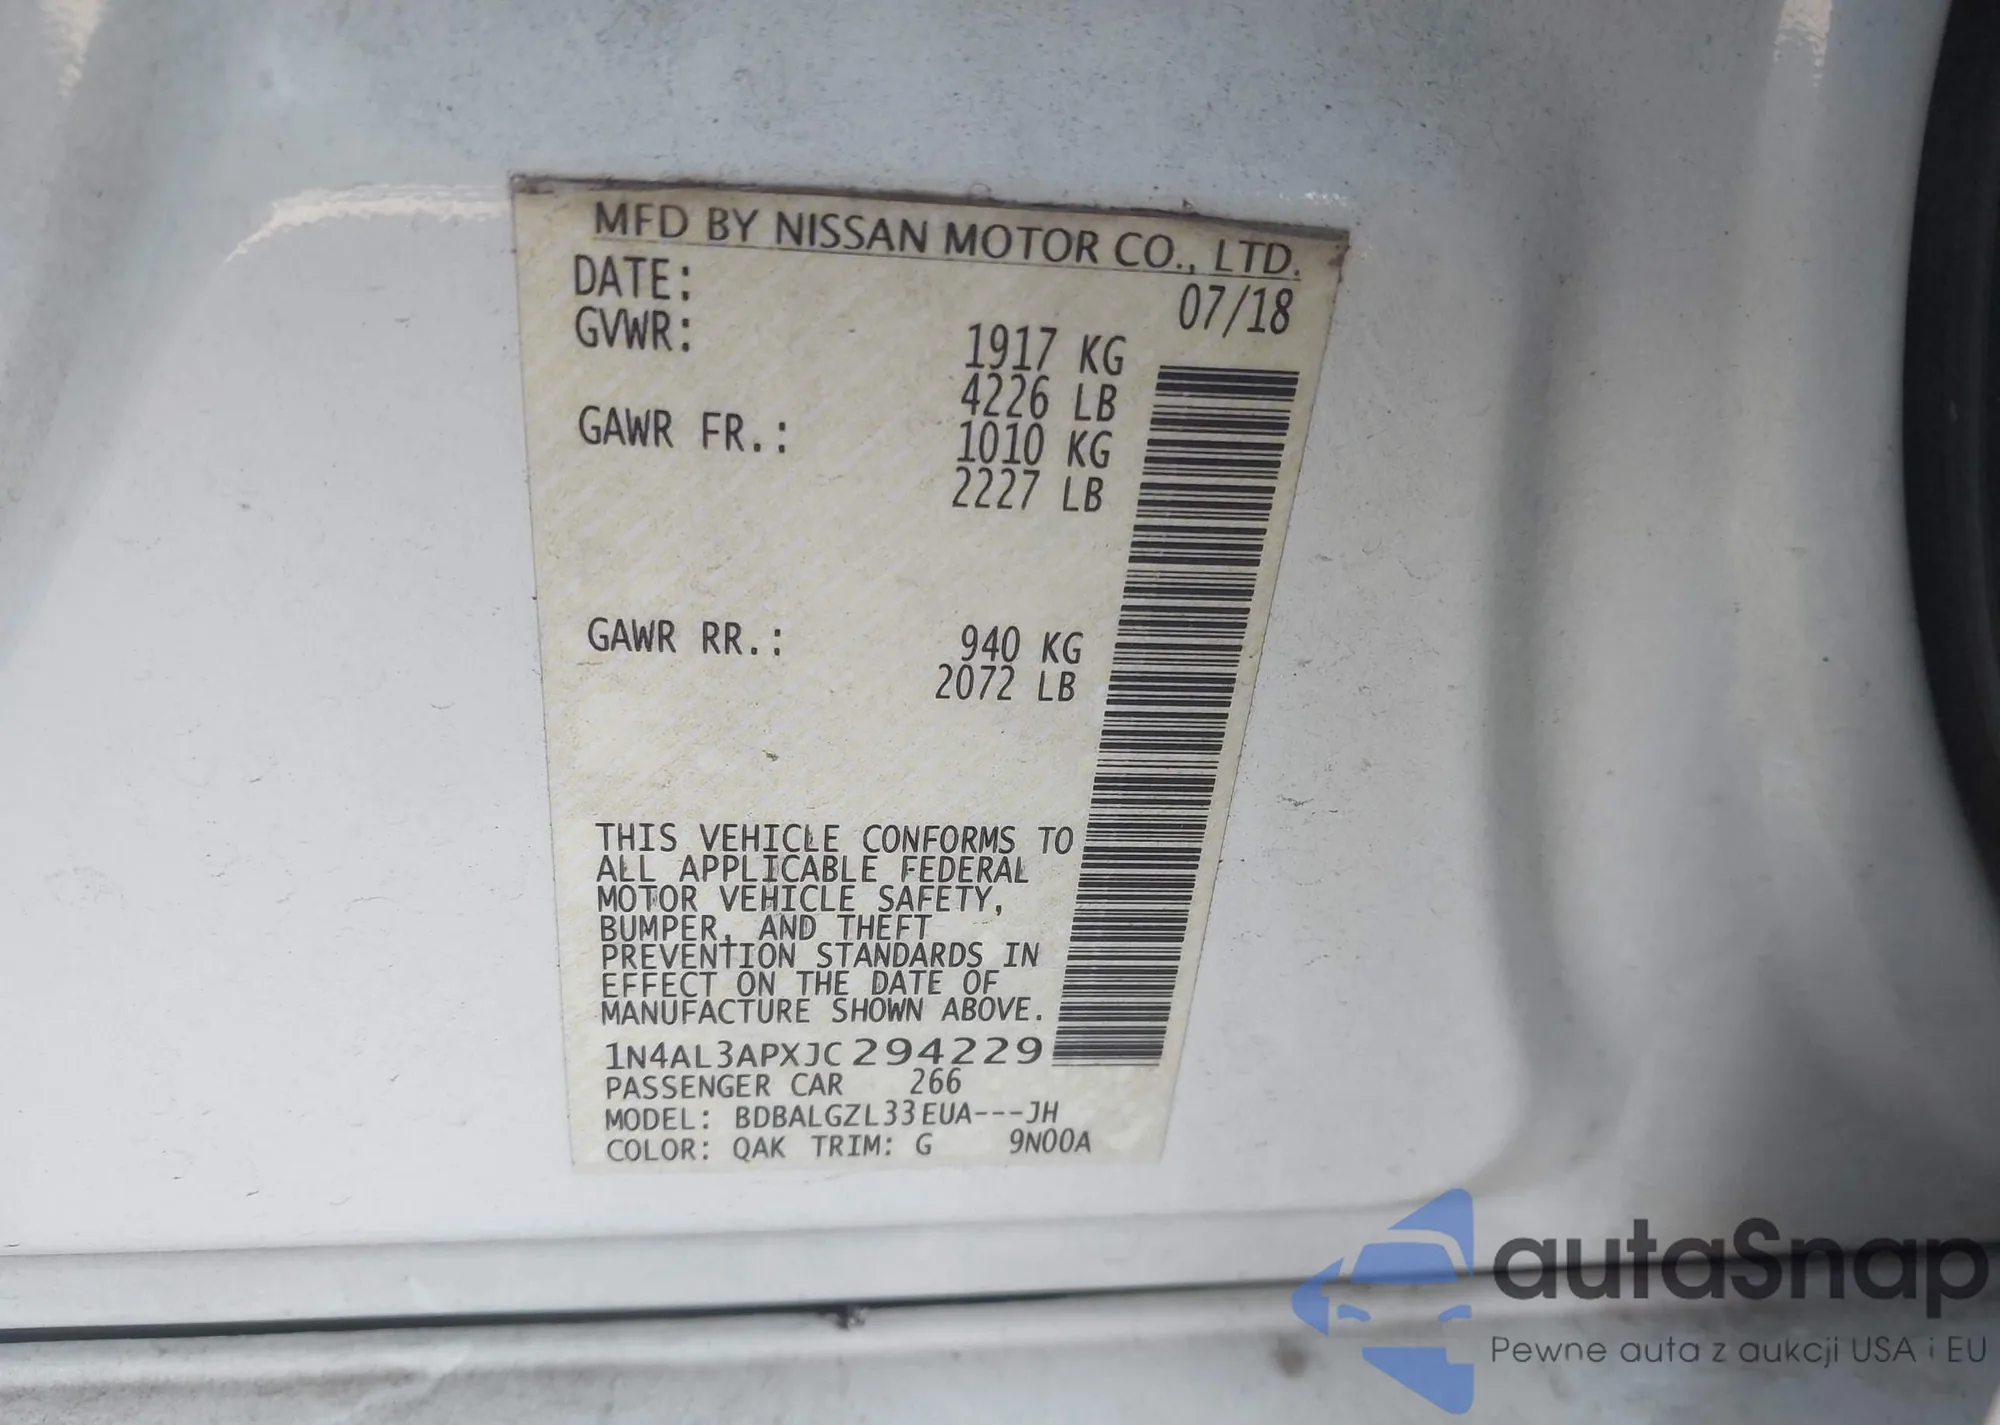 MFD BY NISSAN MOTOR CO., LTD.
DATE: 07/18
GVWR: 1917 KG
4226 LB
GAWR FR.: 1010 KG
2227 LB
GAWR RR.: 940 KG
2072 LB
THIS VEHICLE CONFORMS TO
ALL APPLICABLE FEDERAL
MOTOR VEHICLE SAFETY,
BUMPER, AND THEFT
PREVENTION STANDARDS IN
EFFECT ON THE DATE OF
MANUFACTURE SHOWN ABOVE.
1N4AL3APXJC294229
PASSENGER CAR 266
MODEL: BDBALGZL33EUA---JH
COLOR: QAK TRIM: G 9N00A
autaSnap
Pewne auta z aukcji USA i EU